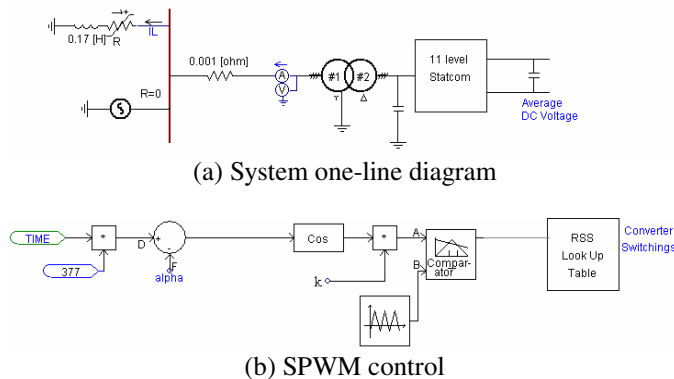 0.17 [H]
R
+
IL
R=0
0.001 [ohm]
A
V
#1
#2
Y
Δ
11 level
Statcom
Average
DC Voltage
(a) System one-line diagram
TIME
*
377
D
+
-
F
alpha
Cos
*
k
A
B
Compar-
ator
RSS
Look Up
Table
Converter
Switchings
(b) SPWM control